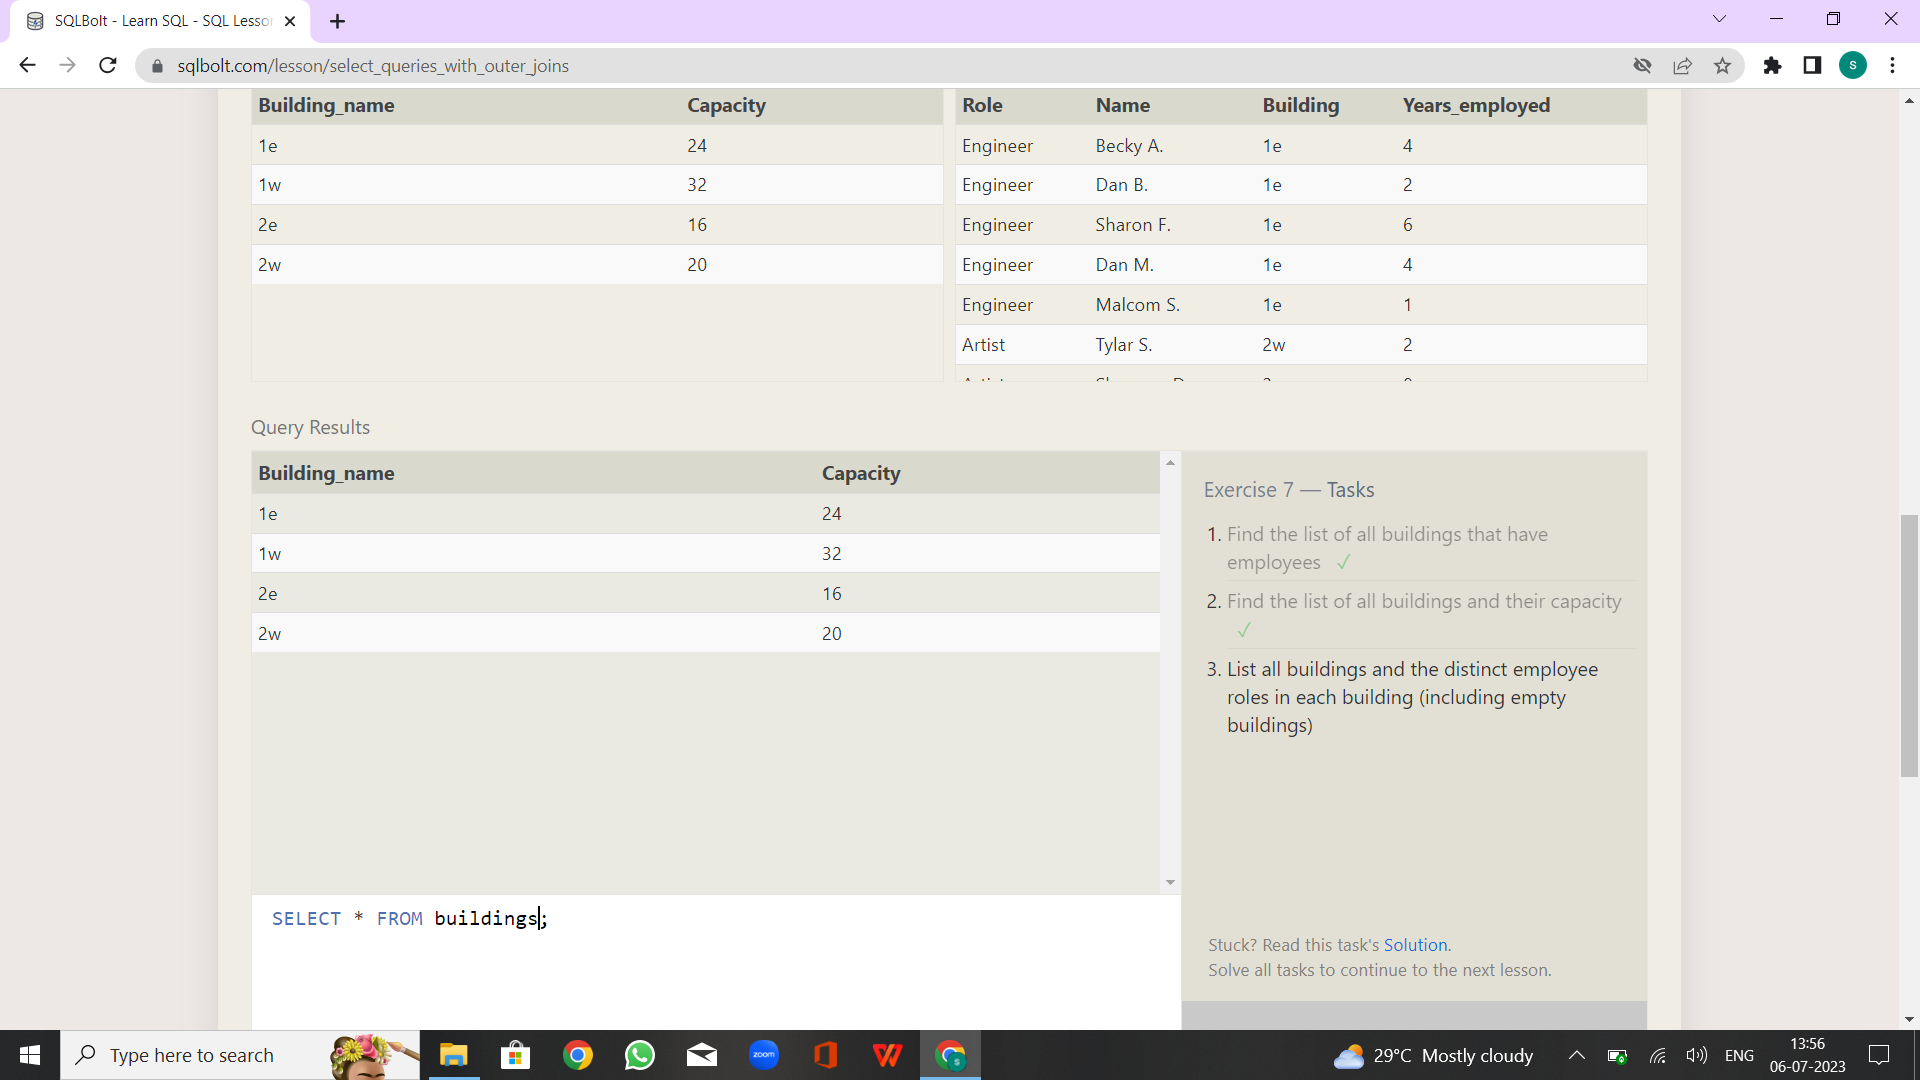 SQLBolt - Learn SQL - SQL Lesson
sqlbolt.com/lesson/select_queries_with_outer_joins
S
Building_name Capacity
1e 24
1w 32
2e 16
2w 20
Role Name Building Years_employed
Engineer Becky A. 1e 4
Engineer Dan B. 1e 2
Engineer Sharon F. 1e 6
Engineer Dan M. 1e 4
Engineer Malcom S. 1e 1
Artist Tylar S. 2w 2
Query Results
Building_name Capacity
1e 24
1w 32
2e 16
2w 20
Exercise 7 — Tasks
1. Find the list of all buildings that have
employees ✓
2. Find the list of all buildings and their capacity
✓
3. List all buildings and the distinct employee
roles in each building (including empty
buildings)
SELECT * FROM buildings;
Stuck? Read this task's Solution.
Solve all tasks to continue to the next lesson.
Type here to search
zoom
S
29°C Mostly cloudy
ENG
13:56
06-07-2023